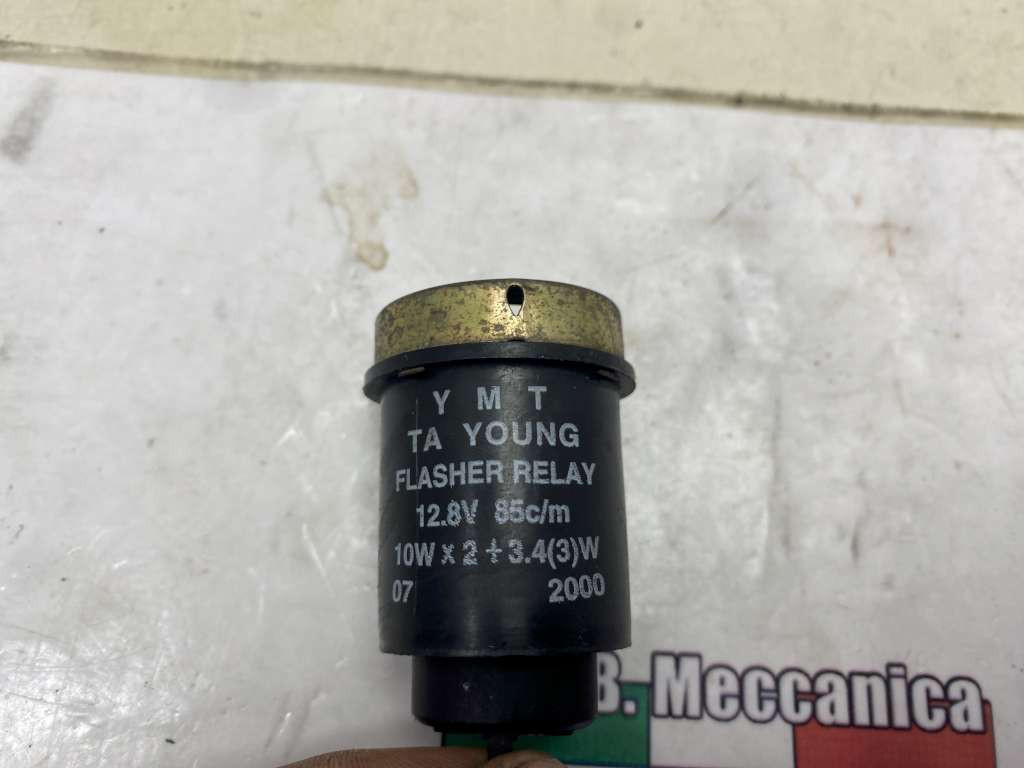 Y M T
TA YOUNG
FLASHER RELAY
12.8V 85c/m
10W x 2 + 3.4(3)W
07 2000
B. Meccanica